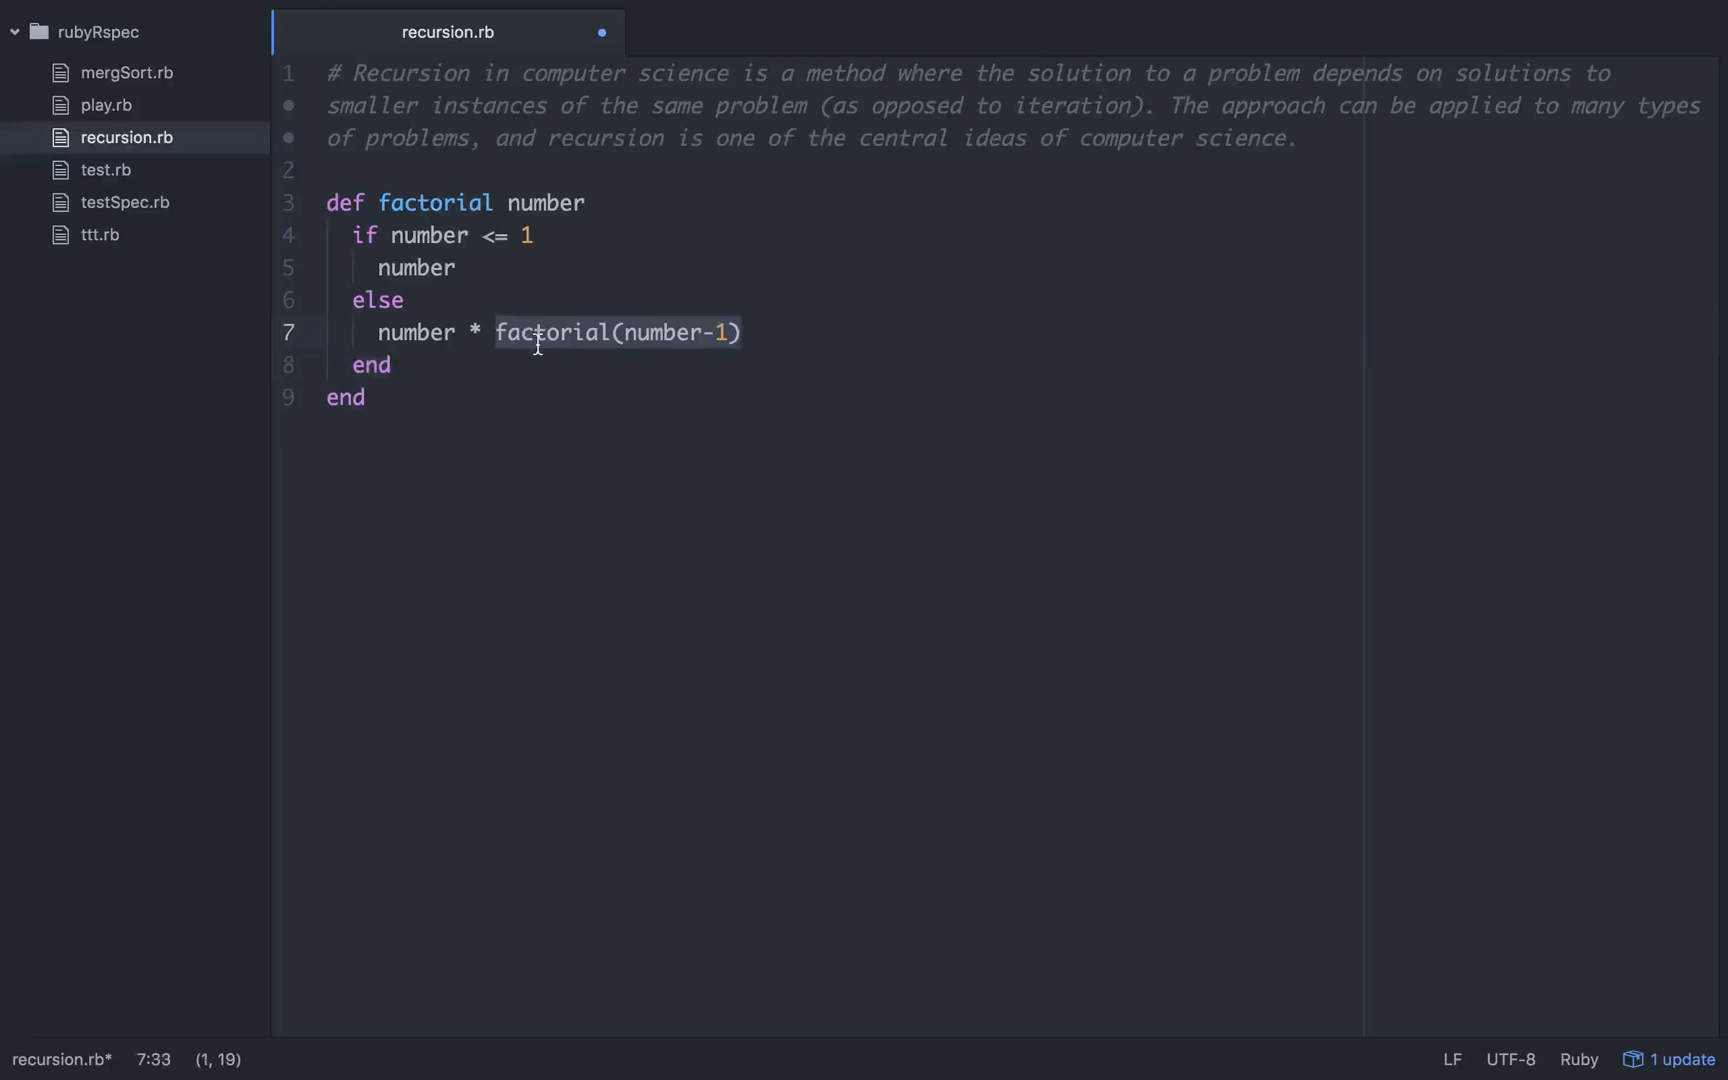 rubyRspec
mergSort.rb
play.rb
recursion.rb
test.rb
testSpec.rb
ttt.rb
recursion.rb
1 # Recursion in computer science is a method where the solution to a problem depends on solutions to
• smaller instances of the same problem (as opposed to iteration). The approach can be applied to many types
• of problems, and recursion is one of the central ideas of computer science.
2
3 def factorial number
4 if number <= 1
5 number
6 else
7 number * factorial(number-1)
8 end
9 end
recursion.rb* 7:33 (1, 19) LF UTF-8 Ruby 1 update